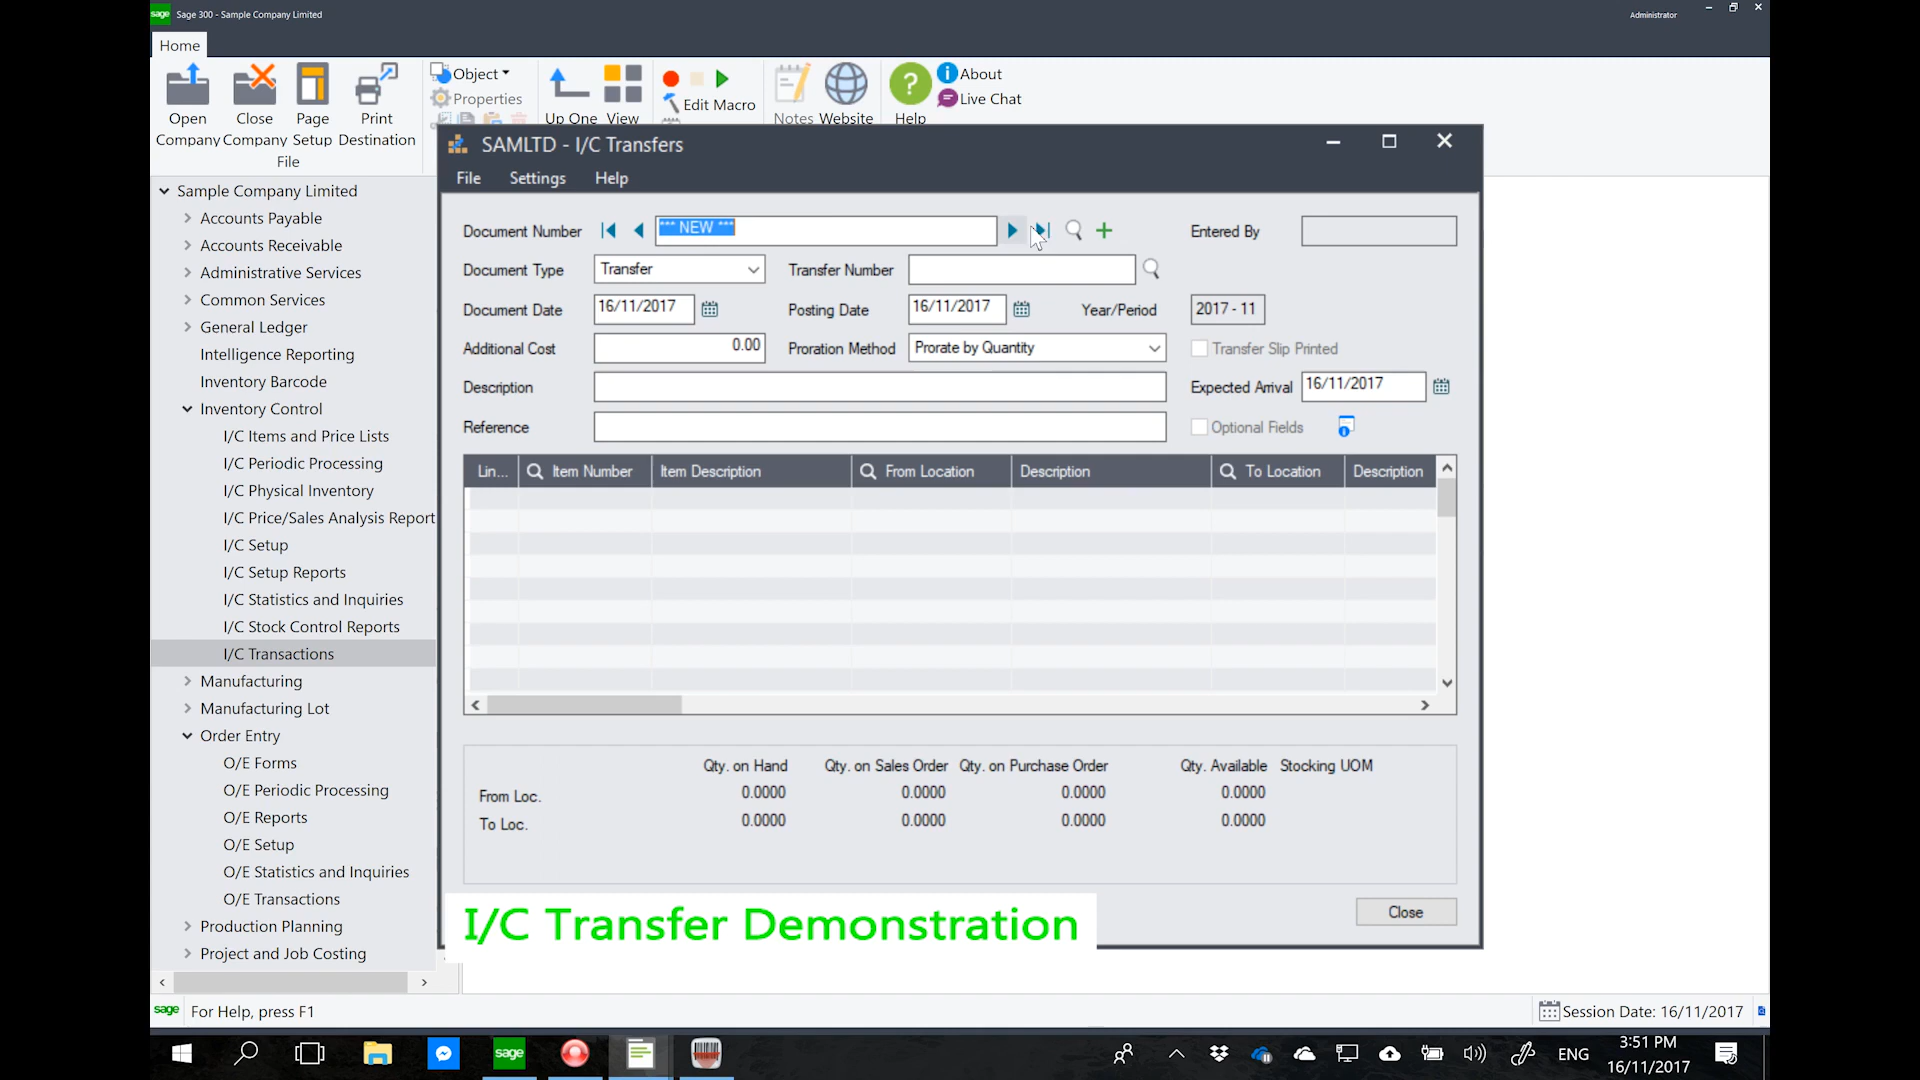 sage Sage 300 - Sample Company Limited
Administrator
Home
Open Company
Close Company
Page Setup
Print Destination
File
Object
Properties
Up One
View
Edit Macro
Notes
Website
Help
About
Live Chat
SAMLTD - I/C Transfers
File Settings Help
Document Number *** NEW *** Entered By
Document Type Transfer Transfer Number
Document Date 16/11/2017 Posting Date 16/11/2017 Year/Period 2017 - 11
Additional Cost 0.00 Proration Method Prorate by Quantity Transfer Slip Printed
Description Expected Arrival 16/11/2017
Reference Optional Fields
Lin... Item Number Item Description From Location Description To Location Description
Qty. on Hand Qty. on Sales Order Qty. on Purchase Order Qty. Available Stocking UOM
From Loc. 0.0000 0.0000 0.0000 0.0000
To Loc. 0.0000 0.0000 0.0000 0.0000
Close
I/C Transfer Demonstration
Sample Company Limited
Accounts Payable
Accounts Receivable
Administrative Services
Common Services
General Ledger
Intelligence Reporting
Inventory Barcode
Inventory Control
I/C Items and Price Lists
I/C Periodic Processing
I/C Physical Inventory
I/C Price/Sales Analysis Report
I/C Setup
I/C Setup Reports
I/C Statistics and Inquiries
I/C Stock Control Reports
I/C Transactions
Manufacturing
Manufacturing Lot
Order Entry
O/E Forms
O/E Periodic Processing
O/E Reports
O/E Setup
O/E Statistics and Inquiries
O/E Transactions
Production Planning
Project and Job Costing
sage For Help, press F1
Session Date: 16/11/2017
sage
ENG
3:51 PM
16/11/2017